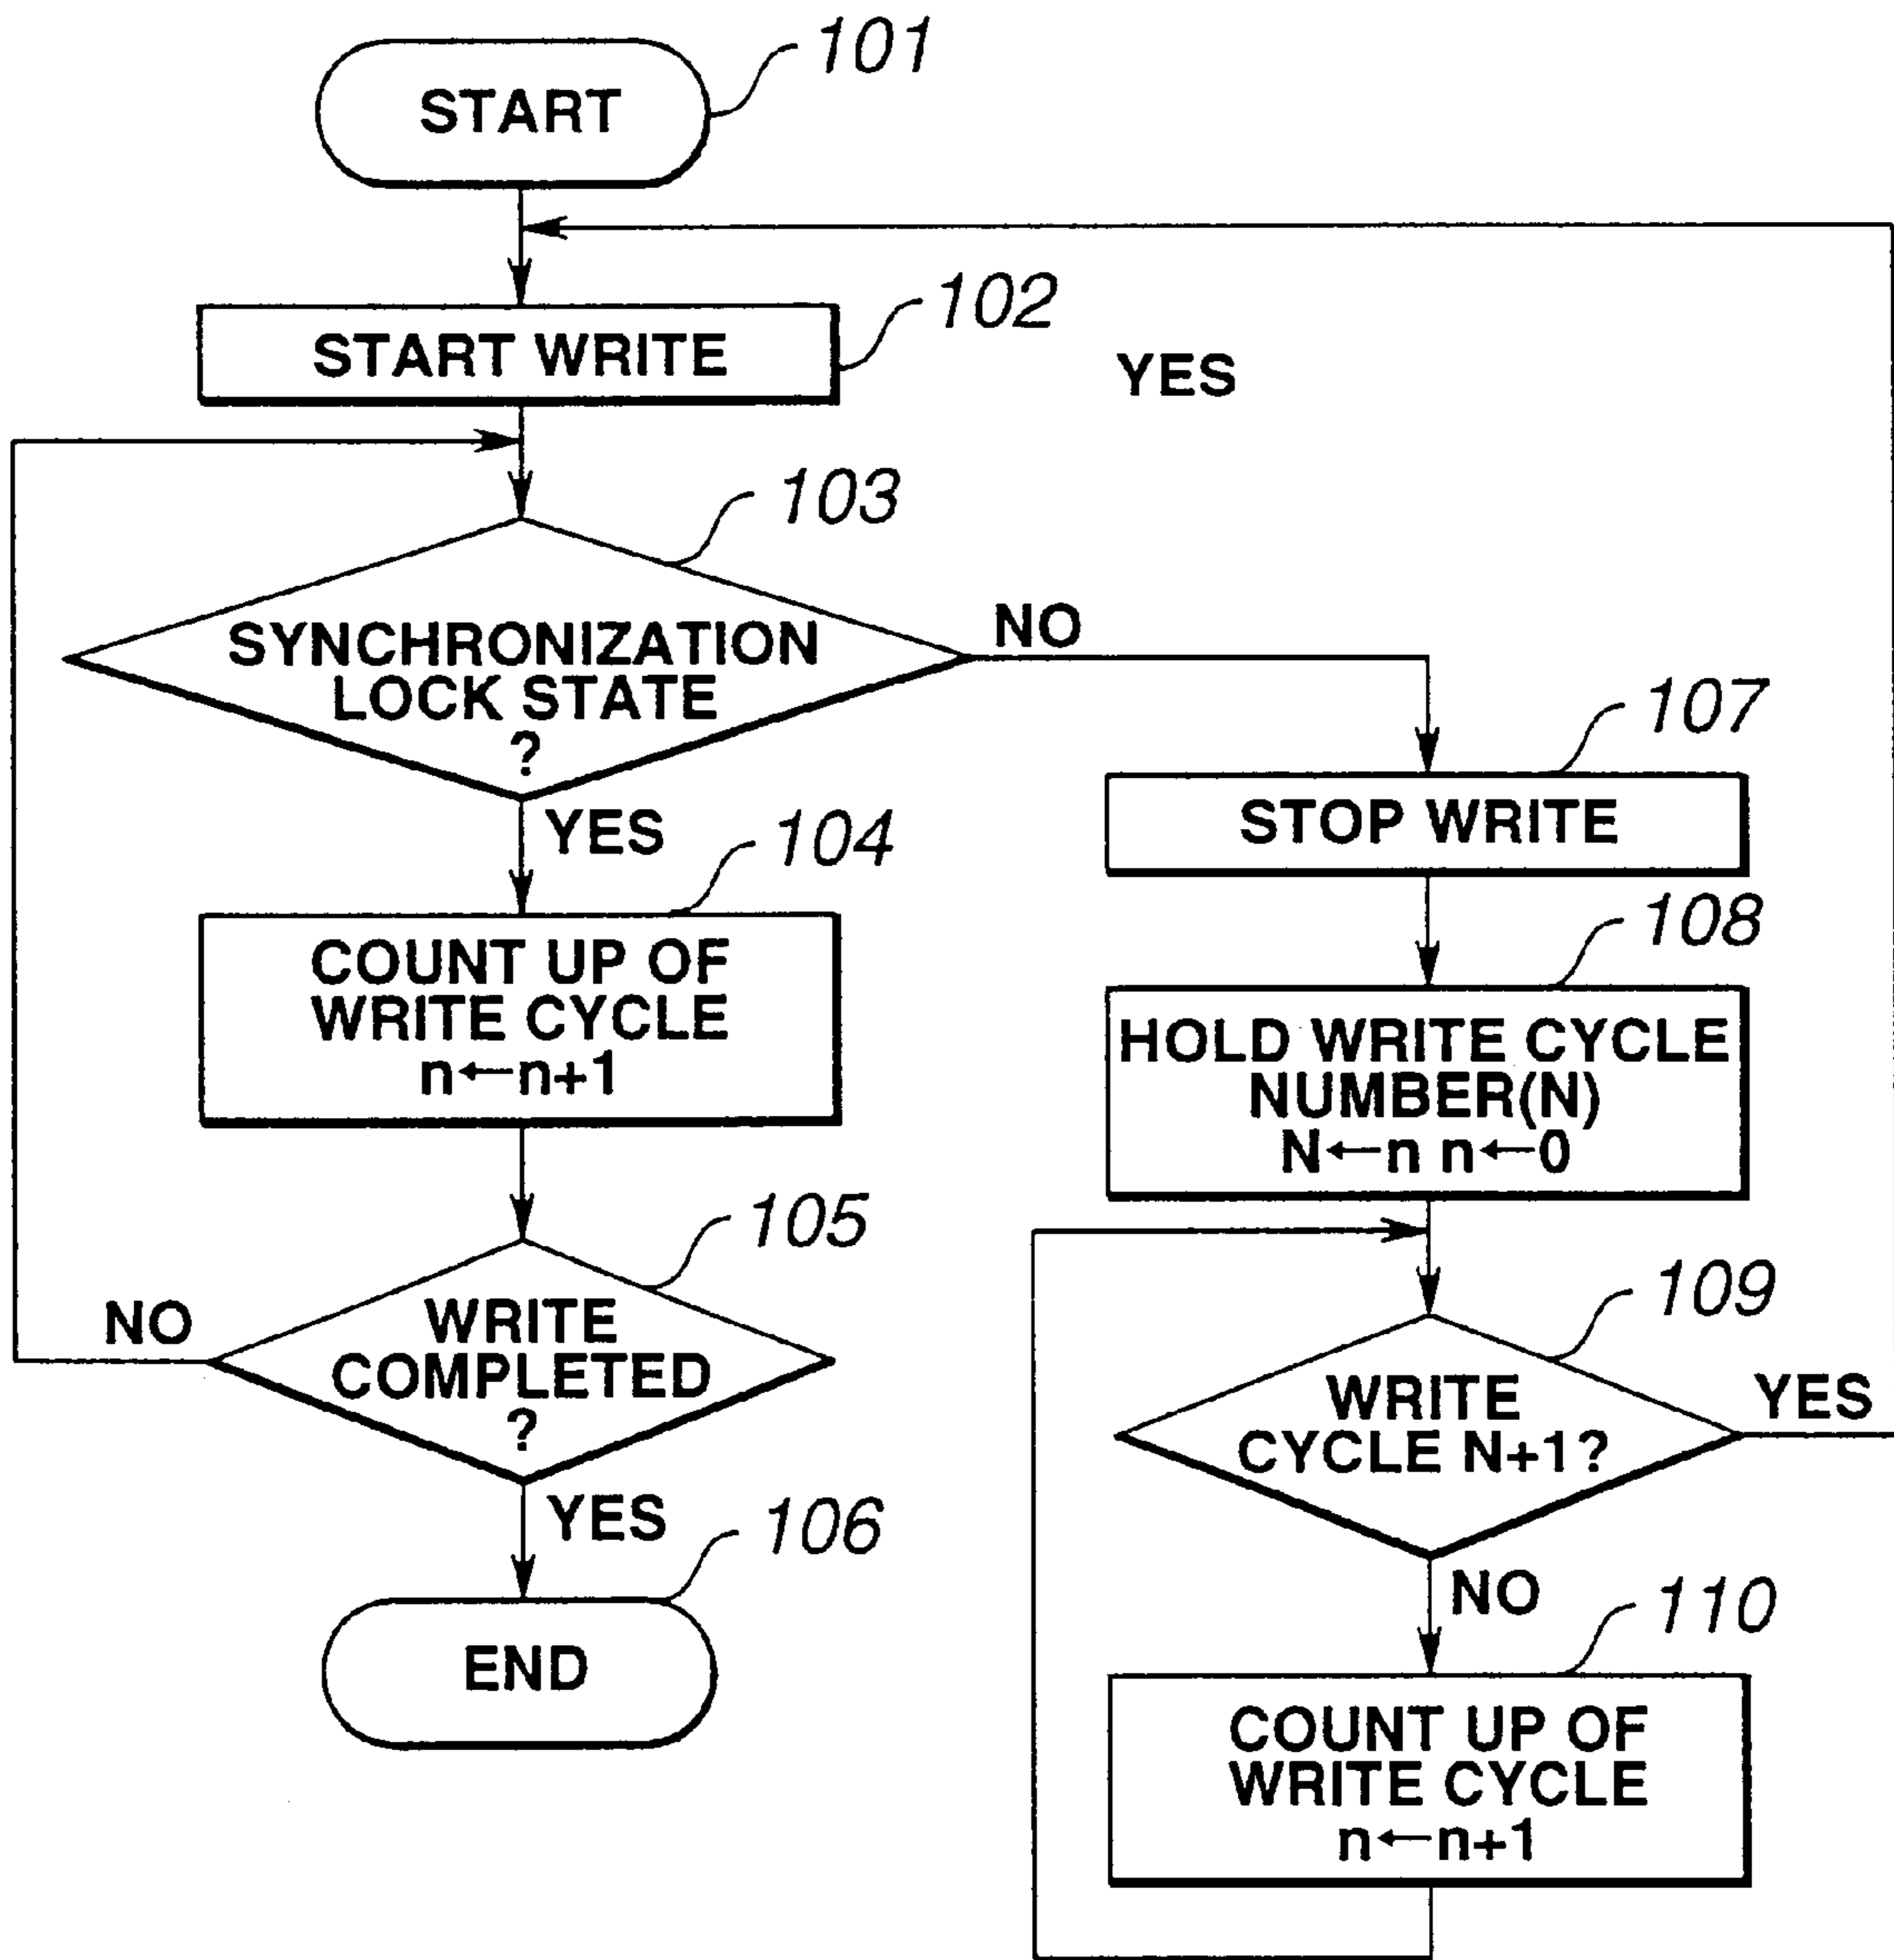 START
101
START WRITE
102
YES
103
SYNCHRONIZATION
LOCK STATE
?
NO
YES
104
COUNT UP OF
WRITE CYCLE
n←n+1
105
WRITE
COMPLETED
?
NO
YES
106
END
107
STOP WRITE
108
HOLD WRITE CYCLE
NUMBER(N)
N←n n←0
109
WRITE
CYCLE N+1?
YES
NO
110
COUNT UP OF
WRITE CYCLE
n←n+1